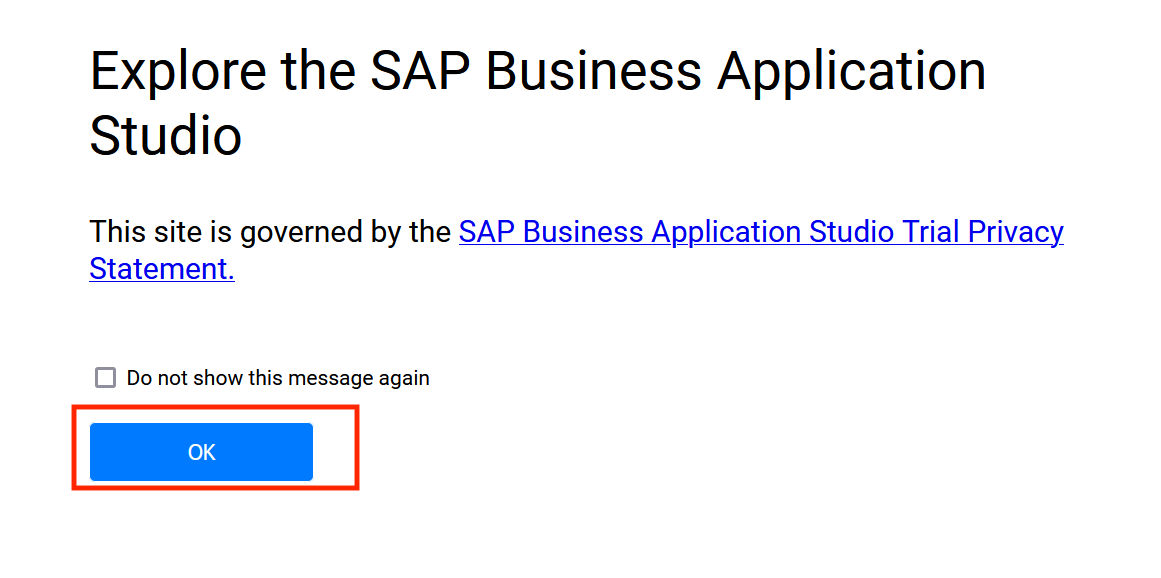 Explore the SAP Business Application
Studio
This site is governed by the SAP Business Application Studio Trial Privacy
Statement.
Do not show this message again
OK